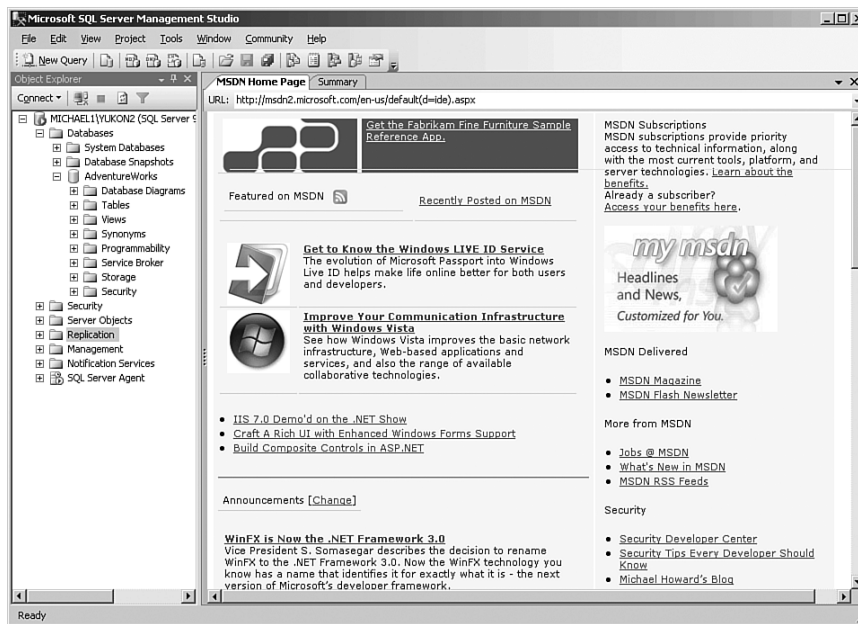 Microsoft SQL Server Management Studio
File Edit View Project Tools Window Community Help
New Query
Object Explorer
Connect
MICHAEL1\YUKON2 (SQL Server 9
Databases
System Databases
Database Snapshots
AdventureWorks
Database Diagrams
Tables
Views
Synonyms
Programmability
Service Broker
Storage
Security
Security
Server Objects
Replication
Management
Notification Services
SQL Server Agent
MSDN Home Page Summary
URL: http://msdn2.microsoft.com/en-us/default(d=ide).aspx
Get the Fabrikam Fine Furniture Sample
Reference App.
Featured on MSDN
Recently Posted on MSDN
Get to Know the Windows LIVE ID Service
The evolution of Microsoft Passport into Windows
Live ID helps make life online better for both users
and developers.
Improve Your Communication Infrastructure
with Windows Vista
See how Windows Vista improves the basic network
infrastructure, Web-based applications and
services, and also the range of available
collaborative technologies.
IIS 7.0 Demo'd on the .NET Show
Craft A Rich UI with Enhanced Windows Forms Support
Build Composite Controls in ASP.NET
Announcements [Change]
WinFX is Now the .NET Framework 3.0
Vice President S. Somasegar describes the decision to rename
WinFX to the .NET Framework 3.0. Now the WinFX technology you
know has a name that identifies it for exactly what it is - the next
version of Microsoft's developer framework.
MSDN Subscriptions
MSDN subscriptions provide priority
access to technical information, along
with the most current tools, platform, and
server technologies. Learn about the
benefits.
Already a subscriber?
Access your benefits here.
my msdn
Headlines
and News,
Customized for You.
MSDN Delivered
MSDN Magazine
MSDN Flash Newsletter
More from MSDN
Jobs @ MSDN
What's New in MSDN
MSDN RSS Feeds
Security
Security Developer Center
Security Tips Every Developer Should
Know
Michael Howard's Blog
Ready